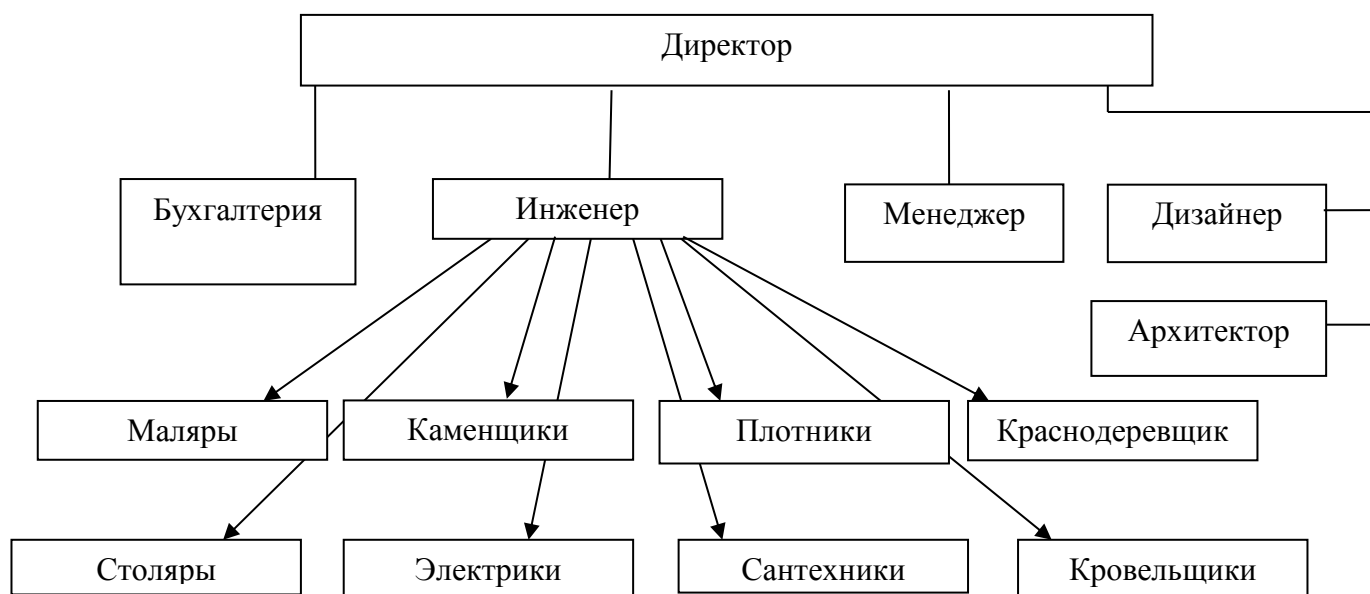 Директор
Бухгалтерия
Инженер
Менеджер
Дизайнер
Архитектор
Маляры
Каменщики
Плотники
Краснодеревщик
Столяры
Электрики
Сантехники
Кровельщики